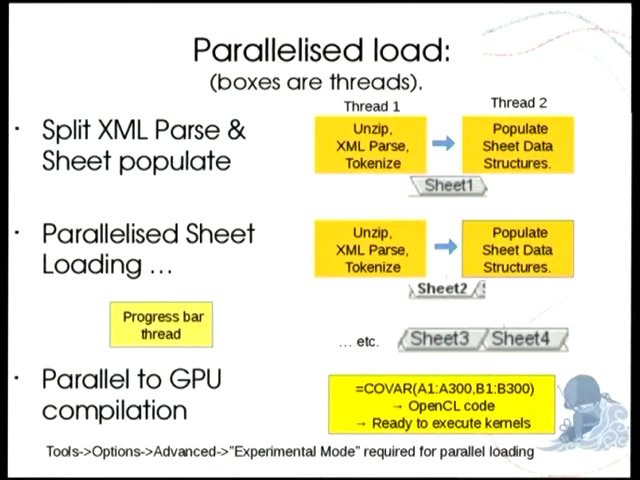 Parallelised load:
(boxes are threads).
Thread 1
Thread 2
· Split XML Parse &
Sheet populate
Unzip,
XML Parse,
Tokenize
Populate
Sheet Data
Structures.
Sheet1
· Parallelised Sheet
Loading ...
Unzip,
XML Parse,
Tokenize
Populate
Sheet Data
Structures.
Sheet2
Progress bar
thread
... etc.
Sheet3
Sheet4
· Parallel to GPU
compilation
=COVAR(A1:A300,B1:B300)
→ OpenCL code
→ Ready to execute kernels
Tools->Options->Advanced->"Experimental Mode" required for parallel loading